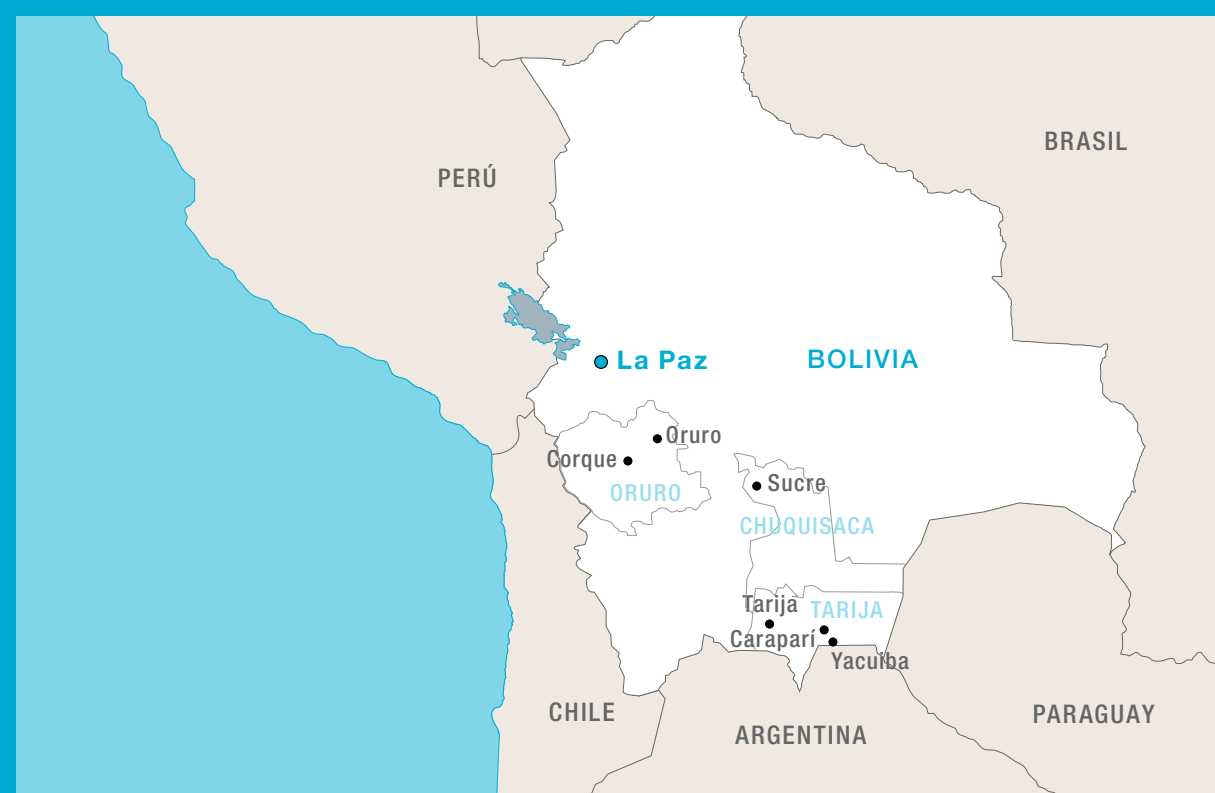 BRASIL
PERÚ
La Paz
BOLIVIA
Oruro
Corque
ORURO
Sucre
CHUQUISACA
Tarija
TARIJA
Caraparí
Yacuiba
CHILE
PARAGUAY
ARGENTINA